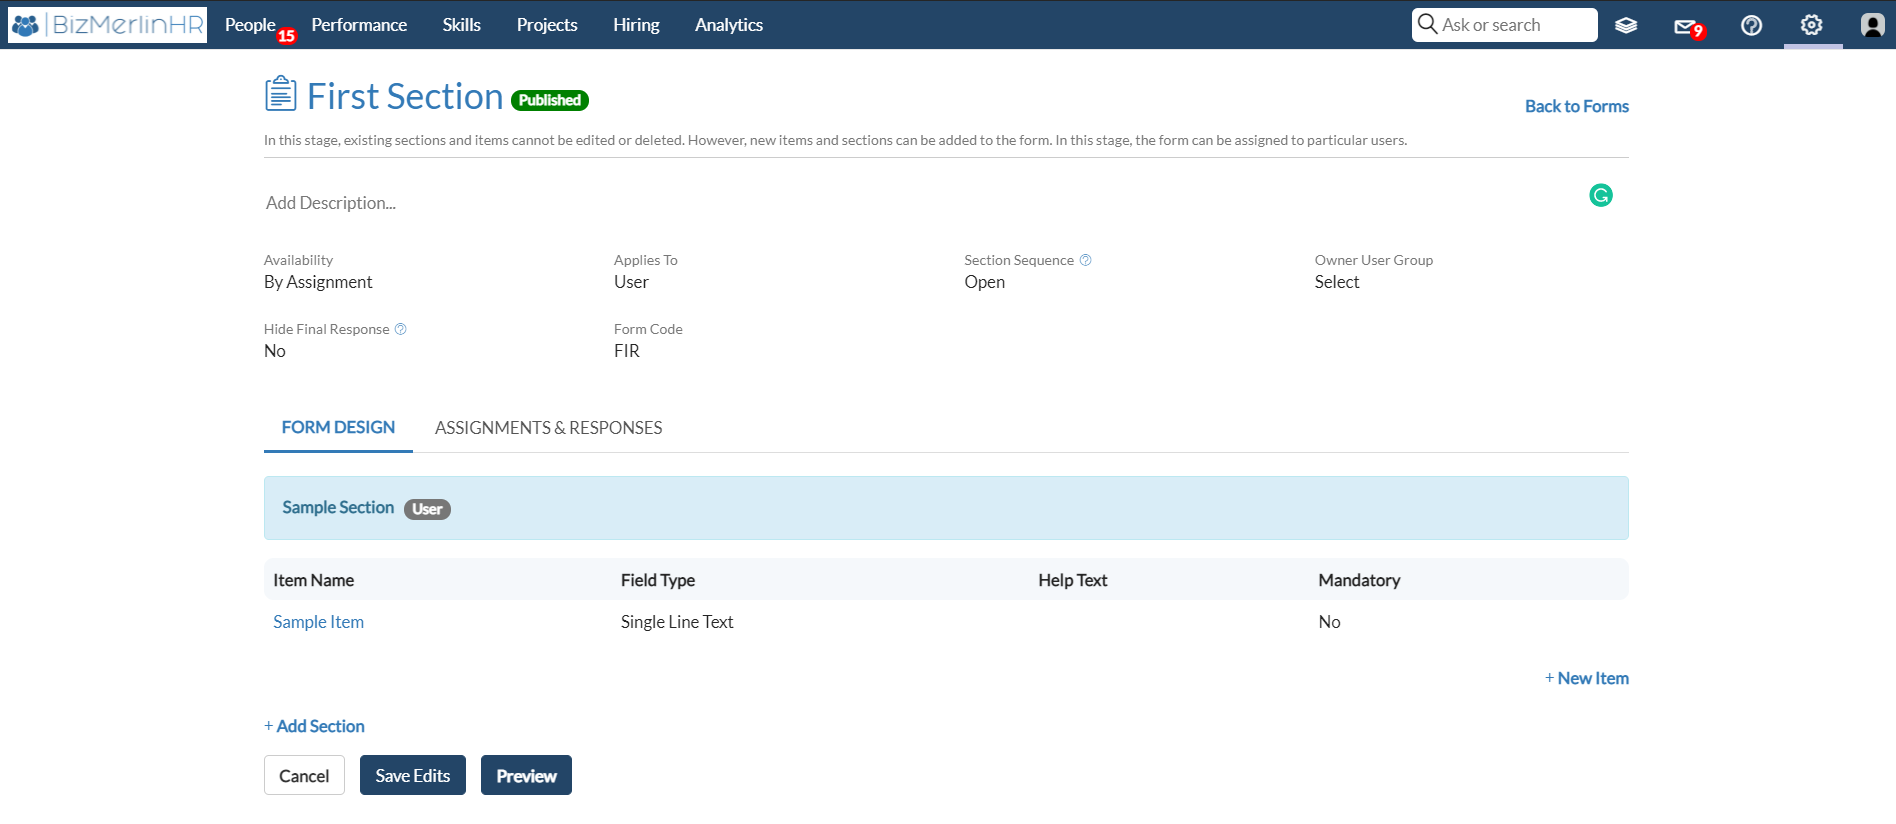 BizMerlinHR People 15 Performance Skills Projects Hiring Analytics Ask or search 9
First Section Published
Back to Forms
In this stage, existing sections and items cannot be edited or deleted. However, new items and sections can be added to the form. In this stage, the form can be assigned to particular users.
Add Description...
Availability Applies To Section Sequence Owner User Group
By Assignment User Open Select
Hide Final Response Form Code
No FIR
FORM DESIGN ASSIGNMENTS & RESPONSES
Sample Section User
Item Name Field Type Help Text Mandatory
Sample Item Single Line Text No
+ New Item
+ Add Section
Cancel Save Edits Preview